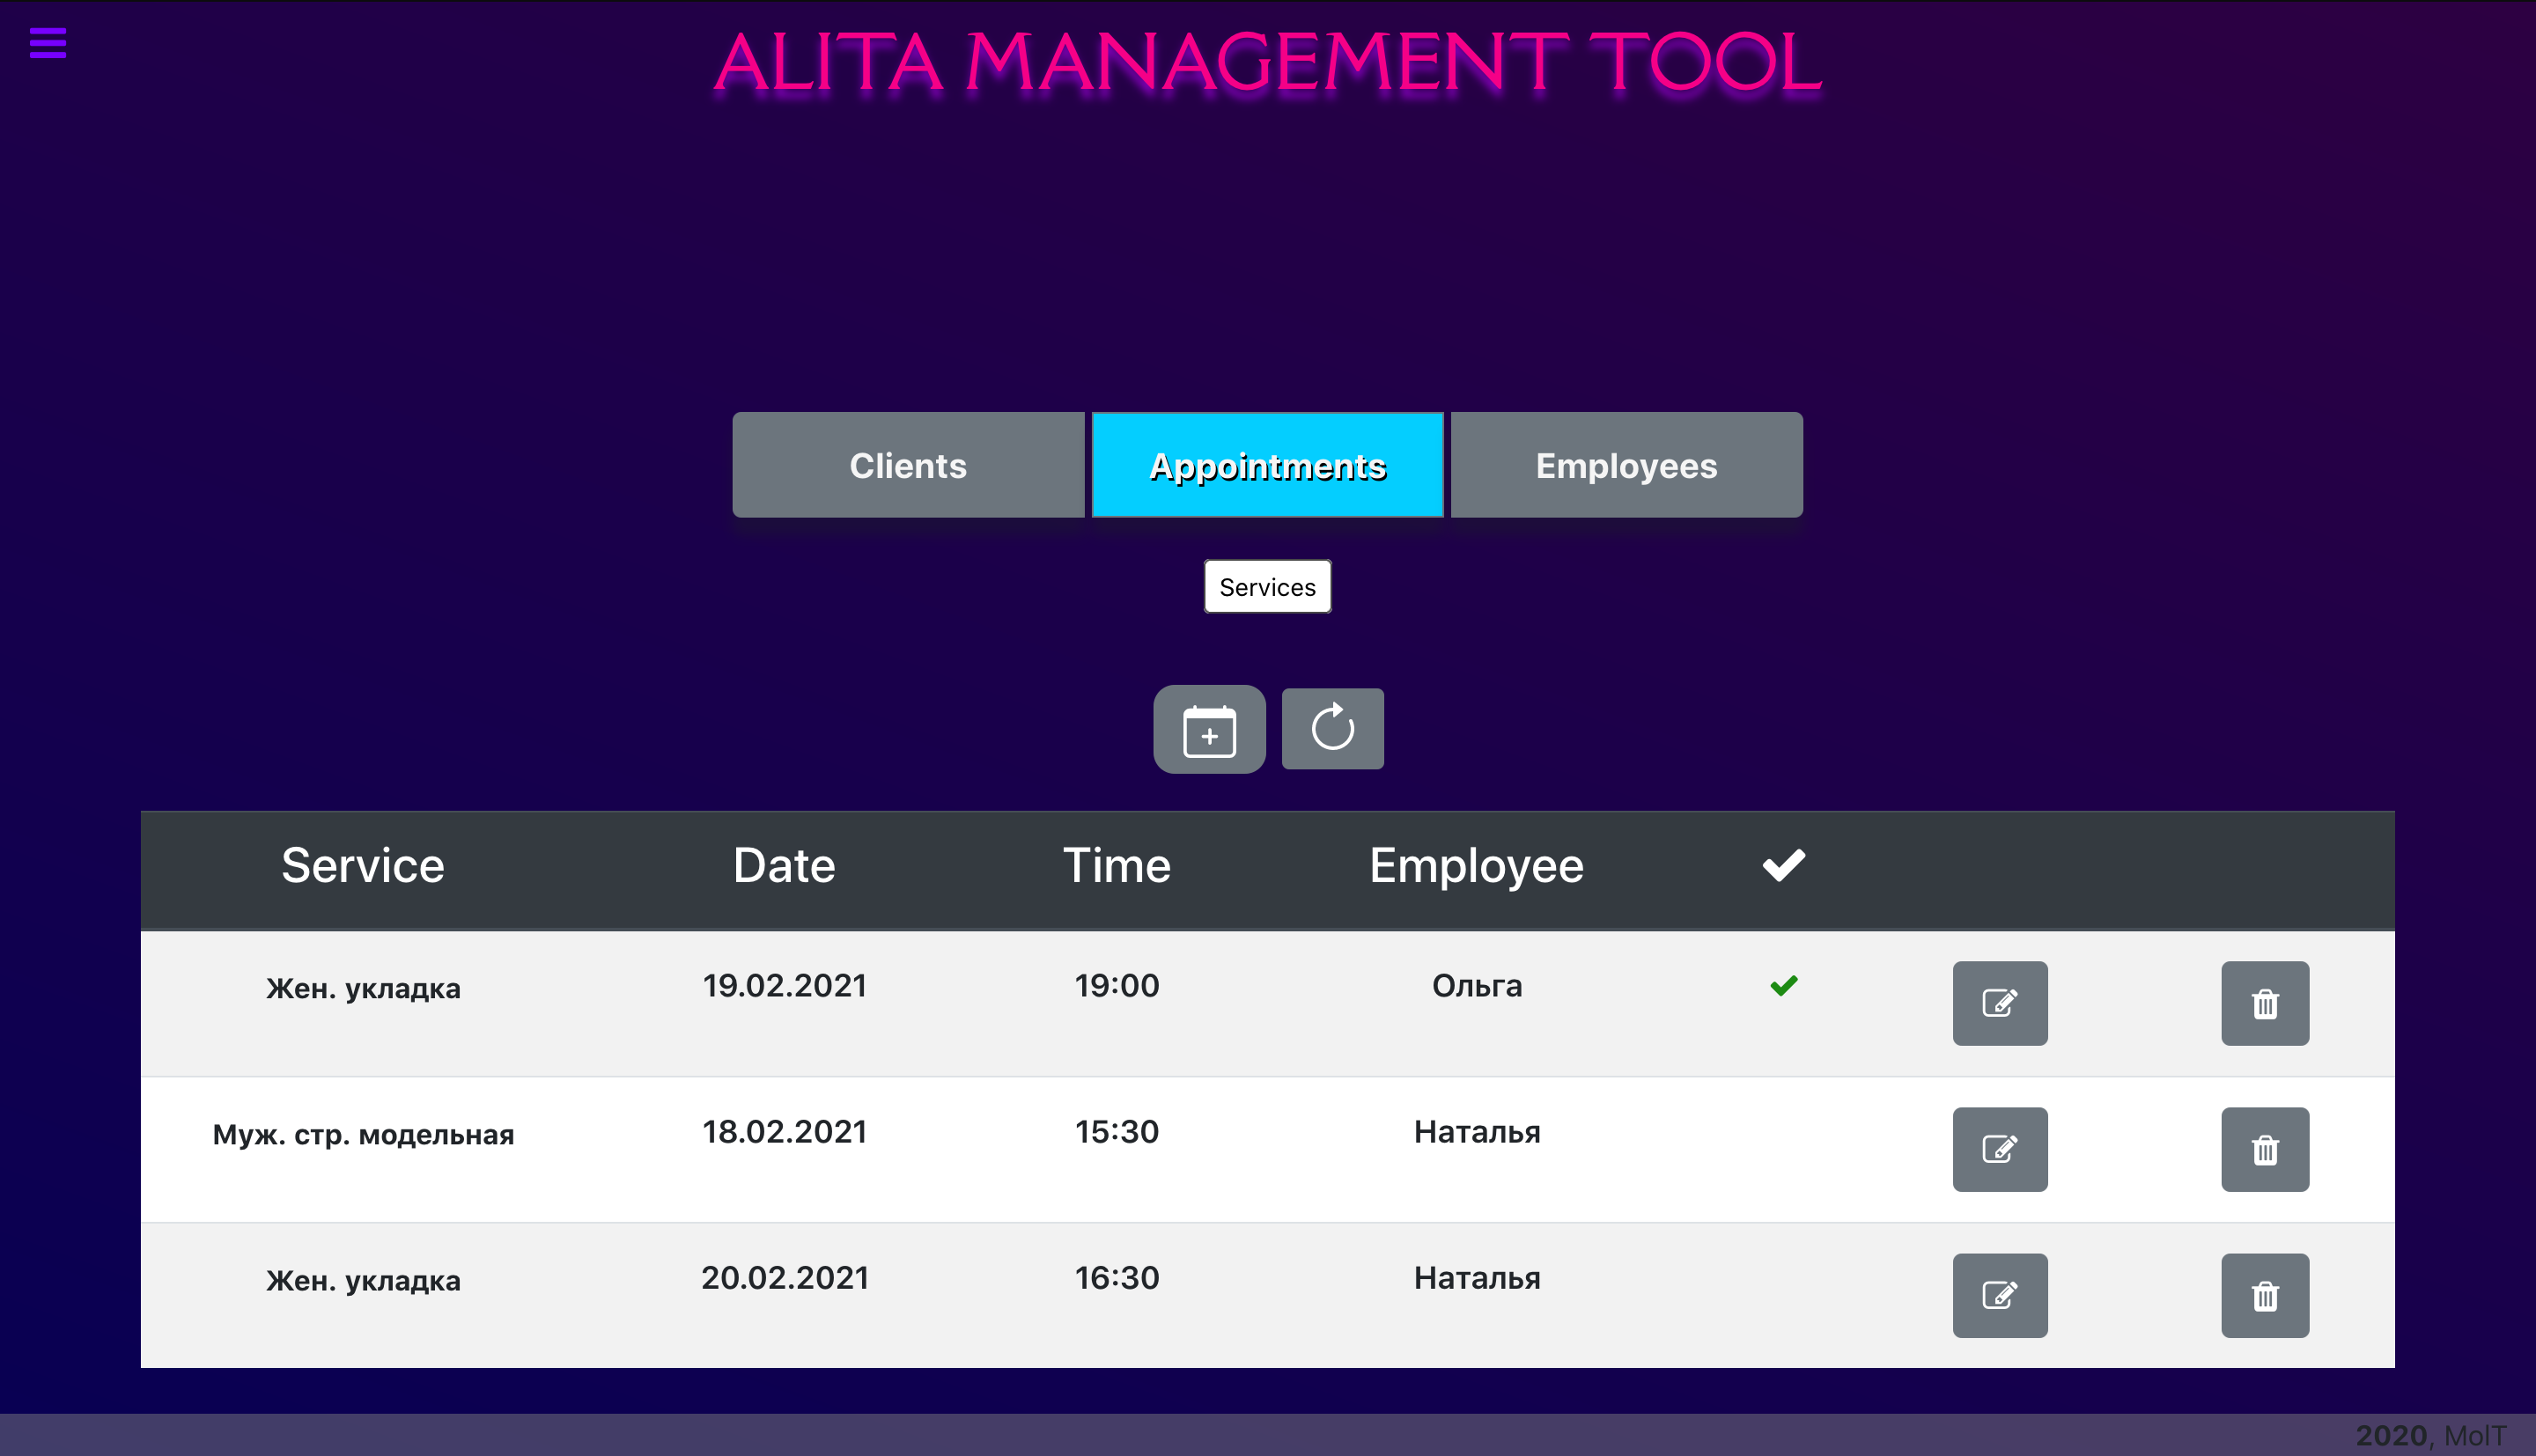 ALITA MANAGEMENT TOOL
Clients Appointments Employees
Services
Service Date Time Employee
Жен. укладка 19.02.2021 19:00 Ольга
Муж. стр. модельная 18.02.2021 15:30 Наталья
Жен. укладка 20.02.2021 16:30 Наталья
2020, MolT